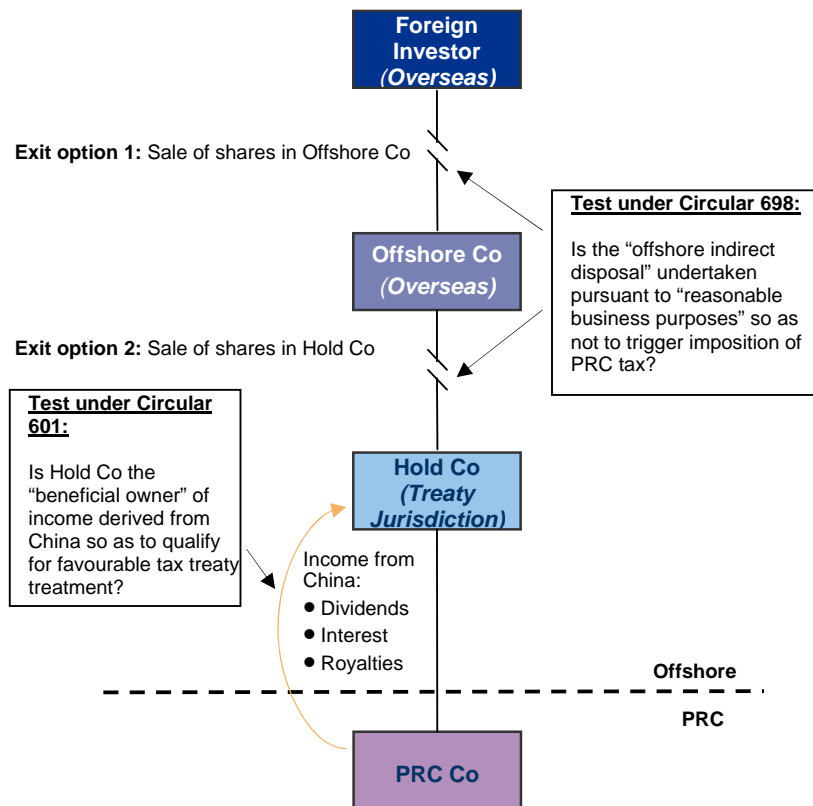 Foreign
Investor
(Overseas)
Exit option 1: Sale of shares in Offshore Co
Test under Circular 698:
Is the “offshore indirect
disposal” undertaken
pursuant to “reasonable
business purposes” so as
not to trigger imposition of
PRC tax?
Offshore Co
(Overseas)
Exit option 2: Sale of shares in Hold Co
Test under Circular
601:
Is Hold Co the
“beneficial owner” of
income derived from
China so as to qualify
for favourable tax treaty
treatment?
Hold Co
(Treaty
Jurisdiction)
Income from
China:
● Dividends
● Interest
● Royalties
Offshore
PRC
PRC Co